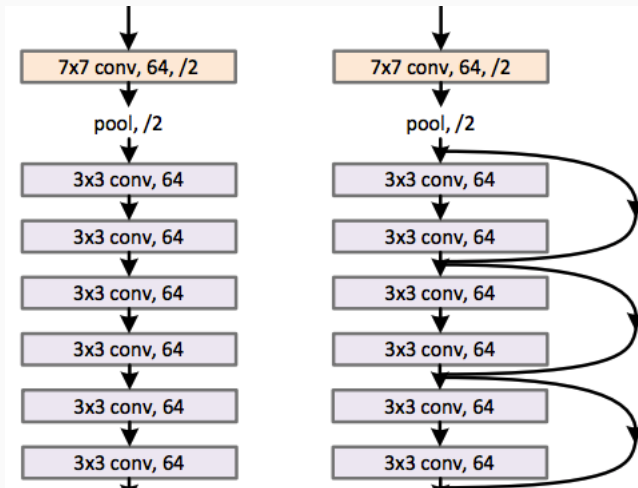 7x7 conv, 64, /2
pool, /2
3x3 conv, 64
3x3 conv, 64
3x3 conv, 64
3x3 conv, 64
3x3 conv, 64
3x3 conv, 64
7x7 conv, 64, /2
pool, /2
3x3 conv, 64
3x3 conv, 64
3x3 conv, 64
3x3 conv, 64
3x3 conv, 64
3x3 conv, 64